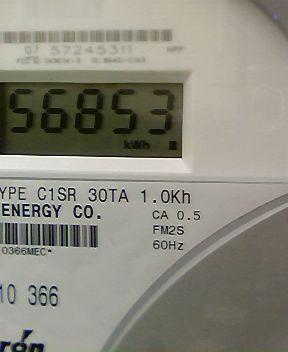 07 57245311
56853
kWh
YPE C1SR 30TA 1.0Kh
ENERGY CO.
CA 0.5
FM2S
60Hz
0366MEC*
10 366
rón